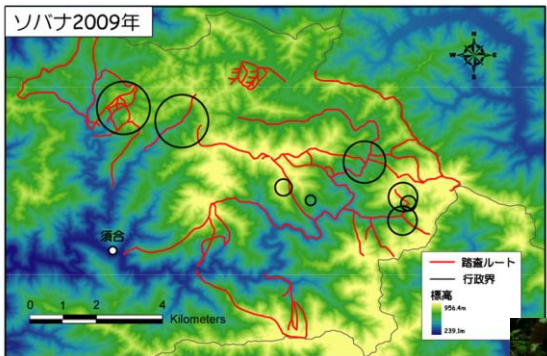 ソバナ2009年
N
W E
S
須合
踏査ルート
行政界
標高
956.4m
239.1m
0 1 2 4
Kilometers